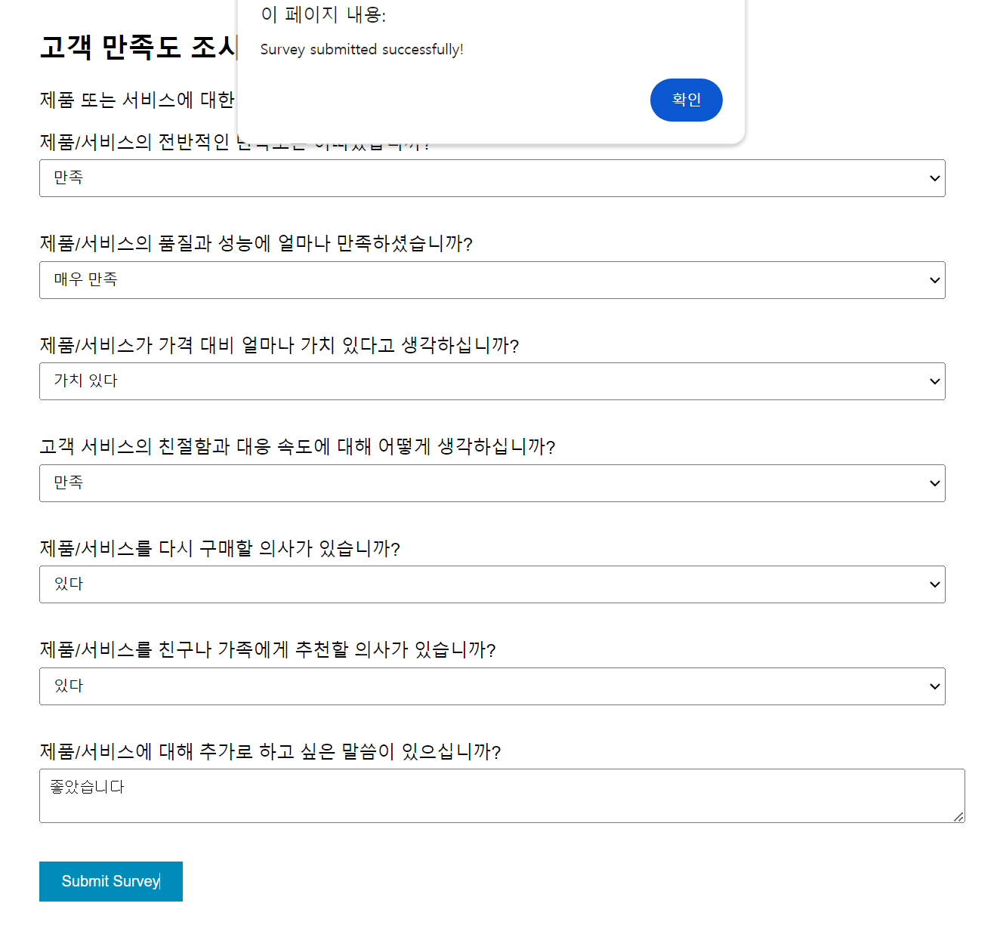 이 페이지 내용:
Survey submitted successfully!
확인
고객 만족도 조사
제품 또는 서비스에 대한
제품/서비스의 전반적인
만족
제품/서비스의 품질과 성능에 얼마나 만족하셨습니까?
매우 만족
제품/서비스가 가격 대비 얼마나 가치 있다고 생각하십니까?
가치 있다
고객 서비스의 친절함과 대응 속도에 대해 어떻게 생각하십니까?
만족
제품/서비스를 다시 구매할 의사가 있습니까?
있다
제품/서비스를 친구나 가족에게 추천할 의사가 있습니까?
있다
제품/서비스에 대해 추가로 하고 싶은 말씀이 있으십니까?
좋았습니다
Submit Survey